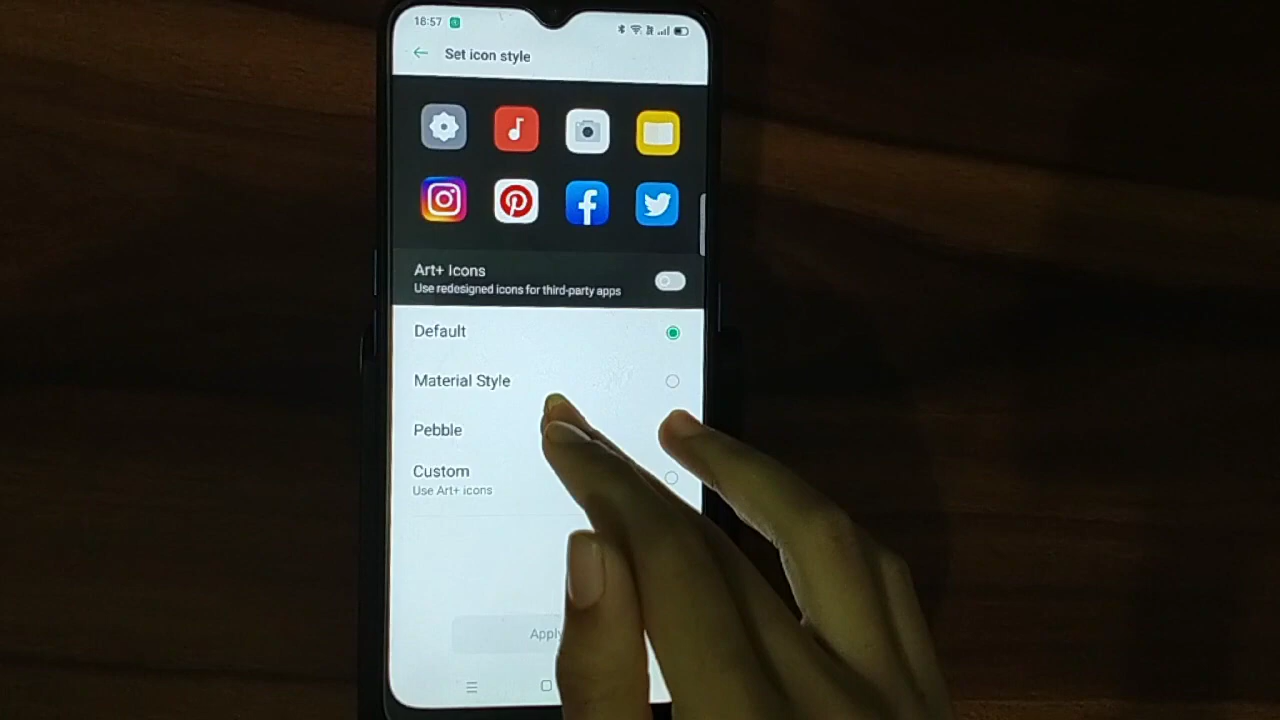 18:57
Set icon style
Art+ Icons
Use redesigned icons for third-party apps
Default
Material Style
Pebble
Custom
Use Art+ icons
Apply